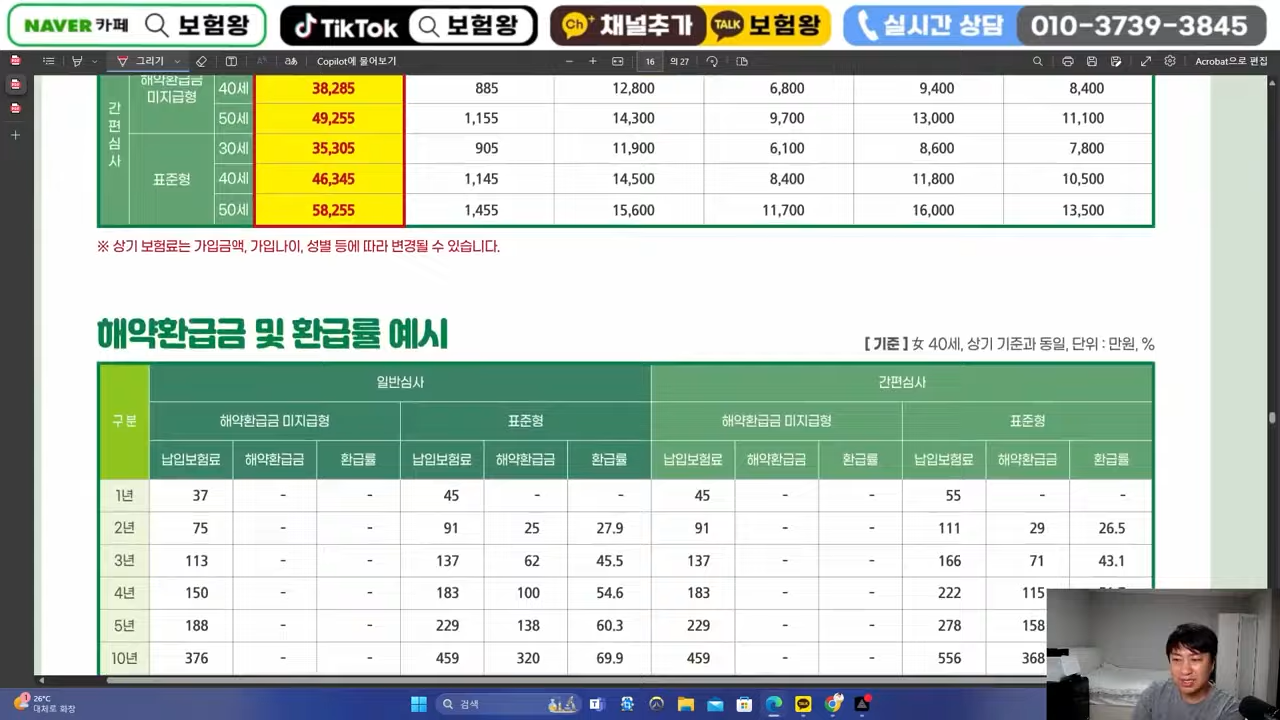 NAVER 카페 보험왕 TikTok 보험왕 Ch+ 채널추가 TALK 보험왕 실시간 상담 010-3739-3845
그리기 aあ Copilot에 물어보기 16 의 27 Acrobat으로 편집
간편심사
해약환급금 미지급형 40세 38,285 885 12,800 6,800 9,400 8,400
50세 49,255 1,155 14,300 9,700 13,000 11,100
30세 35,305 905 11,900 6,100 8,600 7,800
표준형 40세 46,345 1,145 14,500 8,400 11,800 10,500
50세 58,255 1,455 15,600 11,700 16,000 13,500
※ 상기 보험료는 가입금액, 가입나이, 성별 등에 따라 변경될 수 있습니다.
해약환급금 및 환급률 예시
[ 기준 ] 女 40세, 상기 기준과 동일, 단위 : 만원, %
구분 일반심사 간편심사
해약환급금 미지급형 표준형 해약환급금 미지급형 표준형
납입보험료 해약환급금 환급률 납입보험료 해약환급금 환급률 납입보험료 해약환급금 환급률 납입보험료 해약환급금 환급률
1년 37 - - 45 - - 45 - - 55 - -
2년 75 - - 91 25 27.9 91 - - 111 29 26.5
3년 113 - - 137 62 45.5 137 - - 166 71 43.1
4년 150 - - 183 100 54.6 183 - - 222 115
5년 188 - - 229 138 60.3 229 - - 278 158
10년 376 - - 459 320 69.9 459 - - 556 368
26°C
대체로 화창
검색